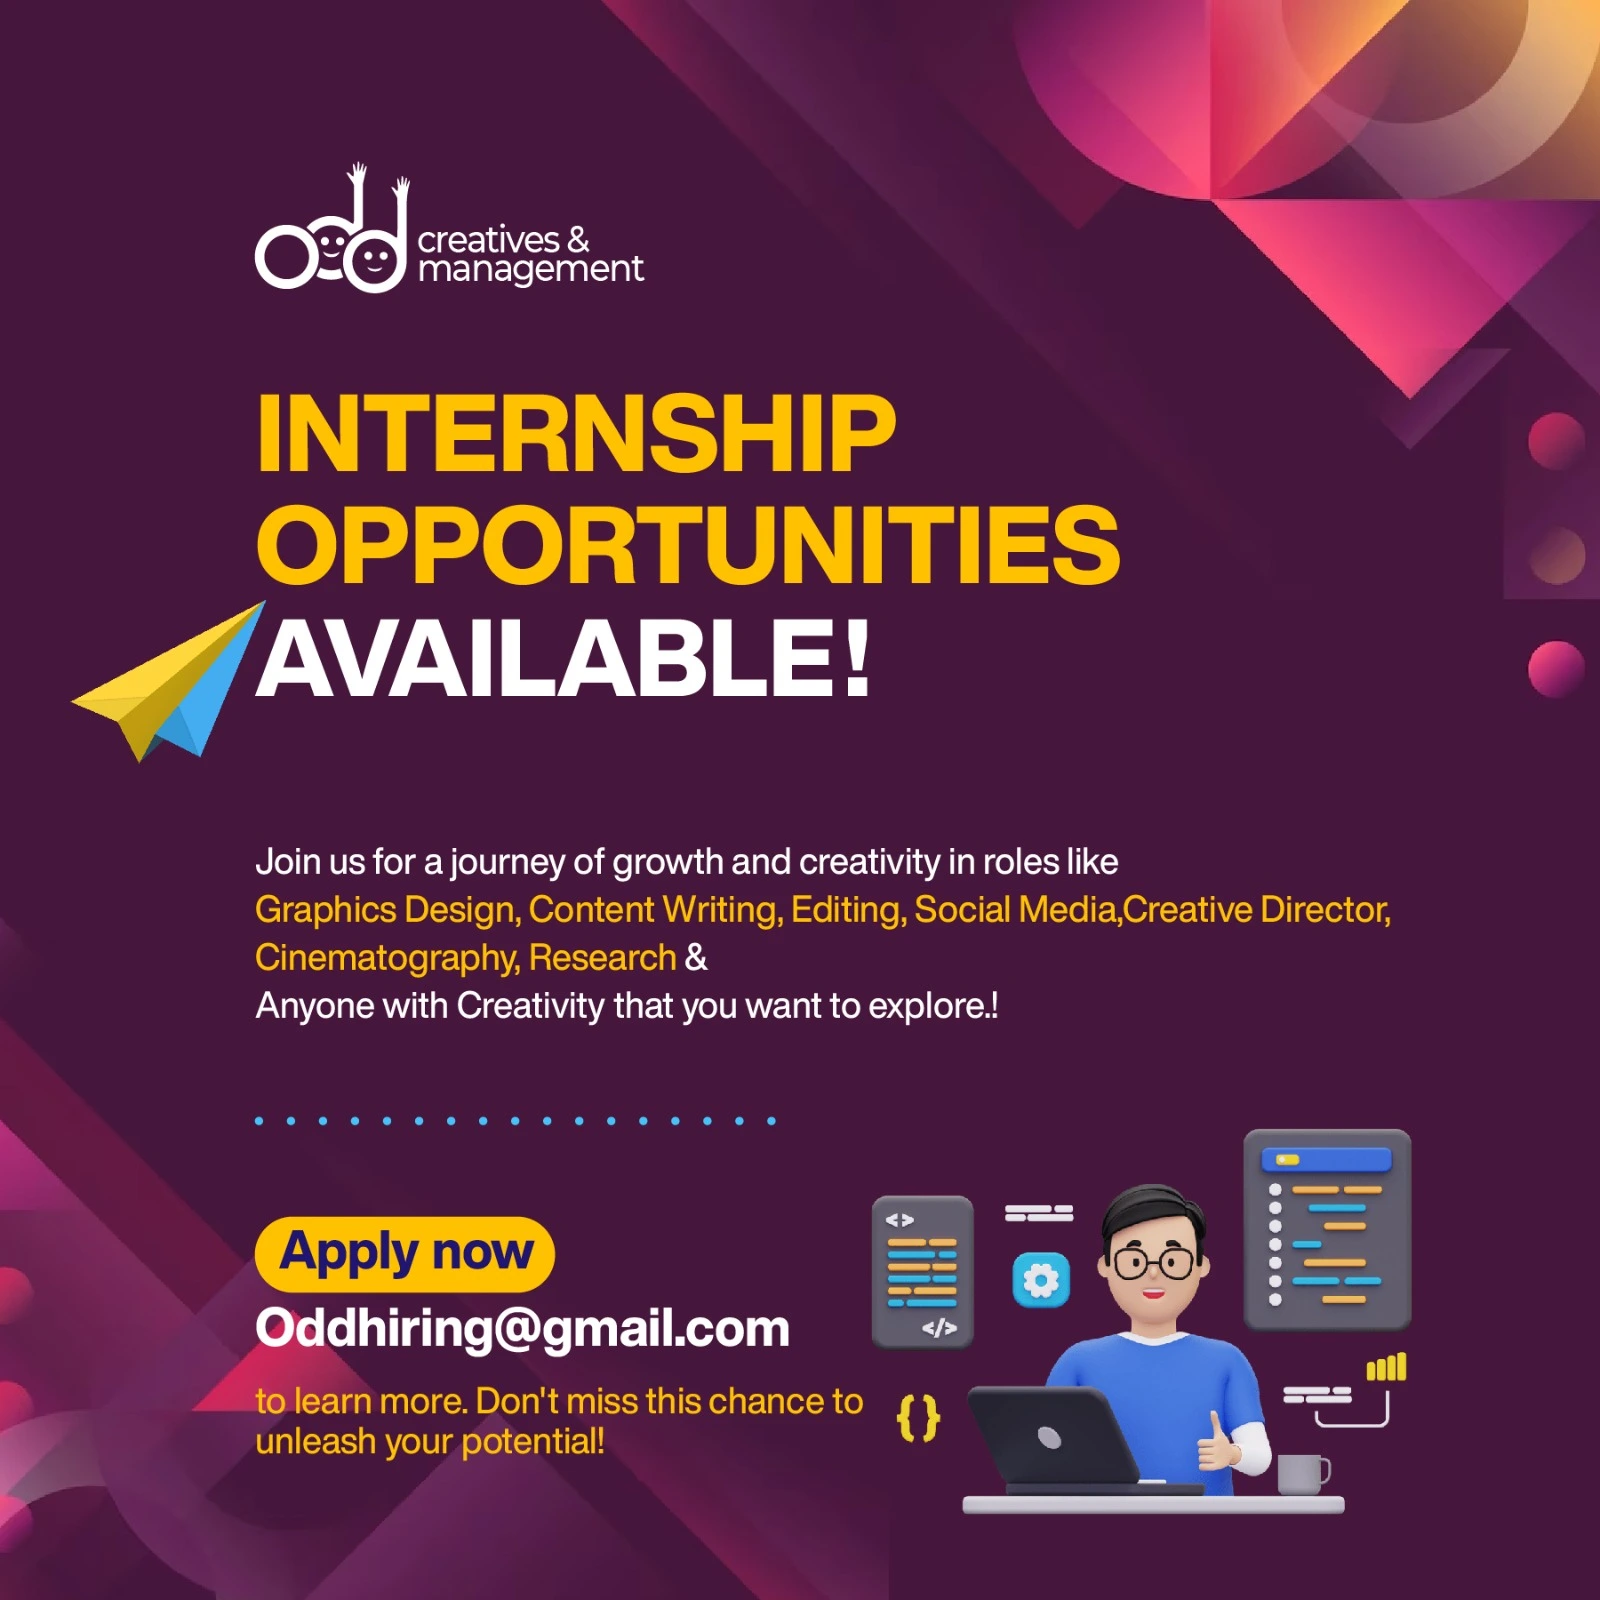 odd creatives &
management
INTERNSHIP
OPPORTUNITIES
AVAILABLE!
Join us for a journey of growth and creativity in roles like
Graphics Design, Content Writing, Editing, Social Media,Creative Director,
Cinematography, Research &
Anyone with Creativity that you want to explore.!
Apply now
Oddhiring@gmail.com
to learn more. Don't miss this chance to
unleash your potential!
<>
</>
{}